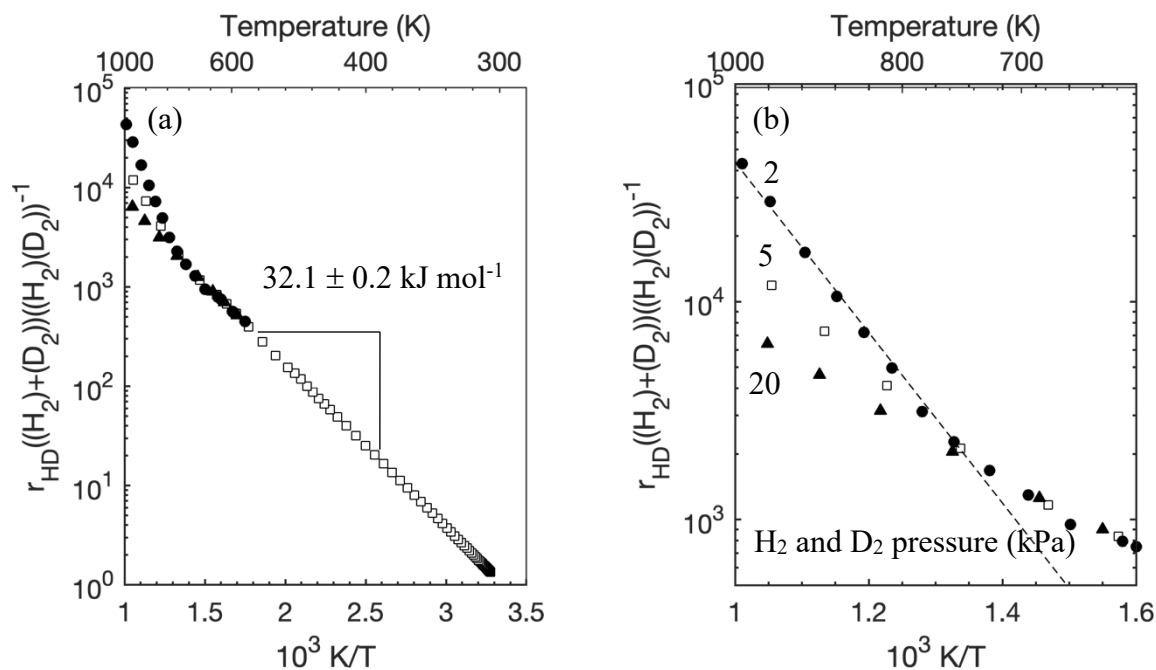 Temperature (K)
1000 800 600 400 300
10^5
10^4
10^3
10^2
10^1
10^0
(a)
32.1 ± 0.2 kJ mol^-1
r_HD((H_2)+(D_2))((H_2)(D_2))^-1
1 1.5 2 2.5 3 3.5
10^3 K/T
Temperature (K)
1000 800 700
10^5
10^4
10^3
(b)
2
5
20
H_2 and D_2 pressure (kPa)
r_HD((H_2)+(D_2))((H_2)(D_2))^-1
1 1.2 1.4 1.6
10^3 K/T